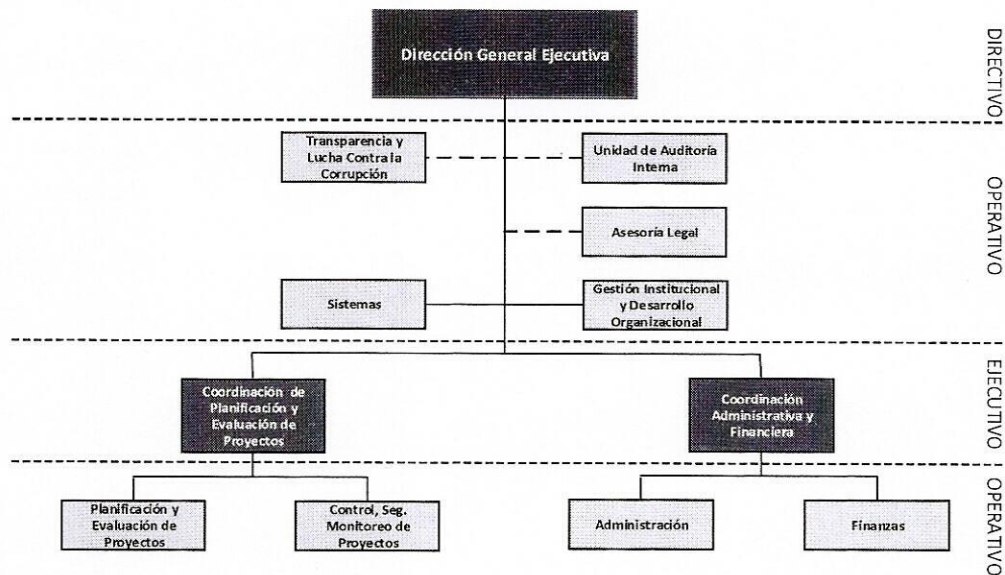 Dirección General Ejecutiva
DIRECTIVO
Transparencia y
Lucha Contra la
Corrupción
Unidad de Auditoría
Interna
Asesoría Legal
OPERATIVO
Sistemas
Gestión Institucional
y Desarrollo
Organizacional
Coordinación de
Planificación y
Evaluación de
Proyectos
Coordinación
Administrativa y
Financiera
EJECUTIVO
Planificación y
Evaluación de
Proyectos
Control, Seg.
Monitoreo de
Proyectos
Administración
Finanzas
OPERATIVO